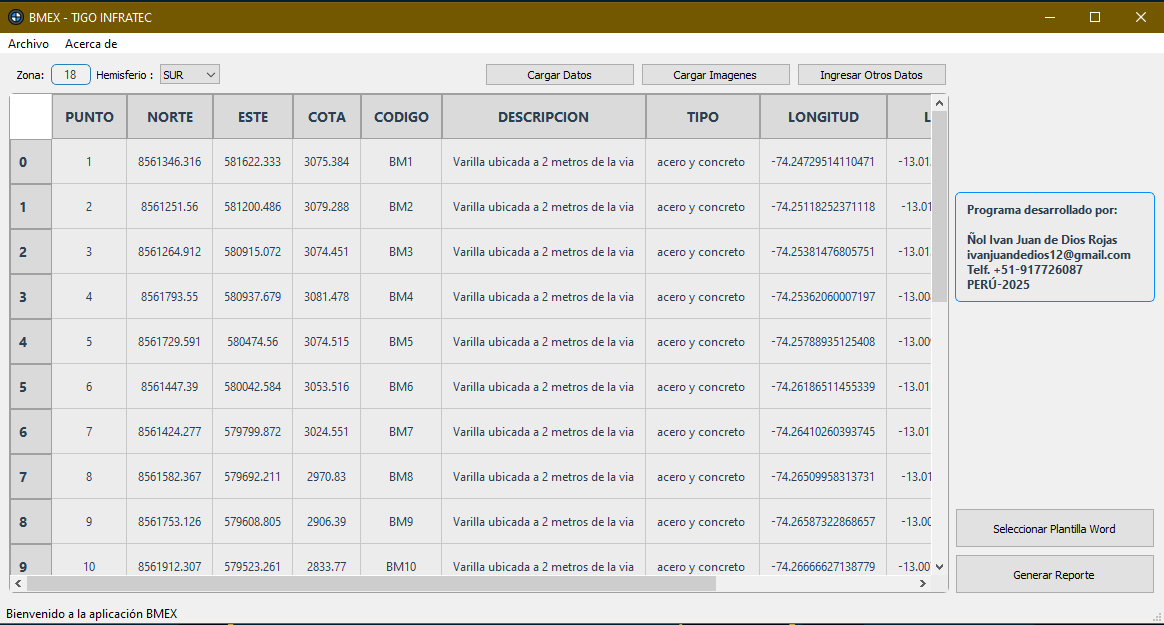 BMEX - TJGO INFRATEC
Archivo Acerca de
Zona: 18 Hemisferio : SUR Cargar Datos Cargar Imagenes Ingresar Otros Datos
PUNTO NORTE ESTE COTA CODIGO DESCRIPCION TIPO LONGITUD L
0 1 8561346.316 581622.333 3075.384 BM1 Varilla ubicada a 2 metros de la via acero y concreto -74.24729514110471 -13.01
1 2 8561251.56 581200.486 3079.288 BM2 Varilla ubicada a 2 metros de la via acero y concreto -74.25118252371118 -13.01
2 3 8561264.912 580915.072 3074.451 BM3 Varilla ubicada a 2 metros de la via acero y concreto -74.25381476805751 -13.01
3 4 8561793.55 580937.679 3081.478 BM4 Varilla ubicada a 2 metros de la via acero y concreto -74.25362060007197 -13.00
4 5 8561729.591 580474.56 3074.515 BM5 Varilla ubicada a 2 metros de la via acero y concreto -74.25788935125408 -13.00
5 6 8561447.39 580042.584 3053.516 BM6 Varilla ubicada a 2 metros de la via acero y concreto -74.26186511455339 -13.01
6 7 8561424.277 579799.872 3024.551 BM7 Varilla ubicada a 2 metros de la via acero y concreto -74.26410260393745 -13.01
7 8 8561582.367 579692.211 2970.83 BM8 Varilla ubicada a 2 metros de la via acero y concreto -74.26509958313731 -13.01
8 9 8561753.126 579608.805 2906.39 BM9 Varilla ubicada a 2 metros de la via acero y concreto -74.26587322868657 -13.00
9 10 8561912.307 579523.261 2833.77 BM10 Varilla ubicada a 2 metros de la via acero y concreto -74.26666627138779 -13.00
Programa desarrollado por:
Ñol Ivan Juan de Dios Rojas
ivanjuandedios12@gmail.com
Telf. +51-917726087
PERÚ-2025
Seleccionar Plantilla Word
Generar Reporte
Bienvenido a la aplicación BMEX